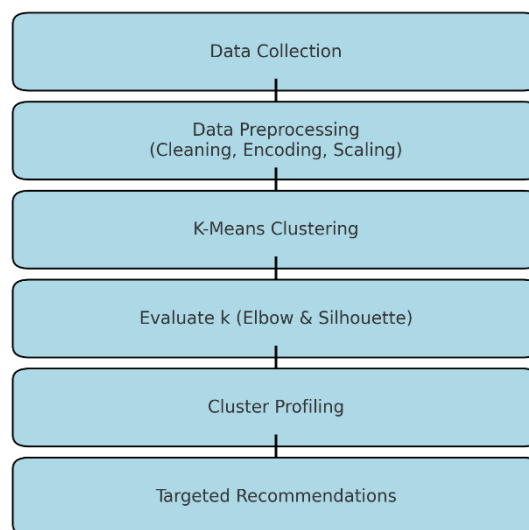 Data Collection
Data Preprocessing
(Cleaning, Encoding, Scaling)
K-Means Clustering
Evaluate k (Elbow & Silhouette)
Cluster Profiling
Targeted Recommendations